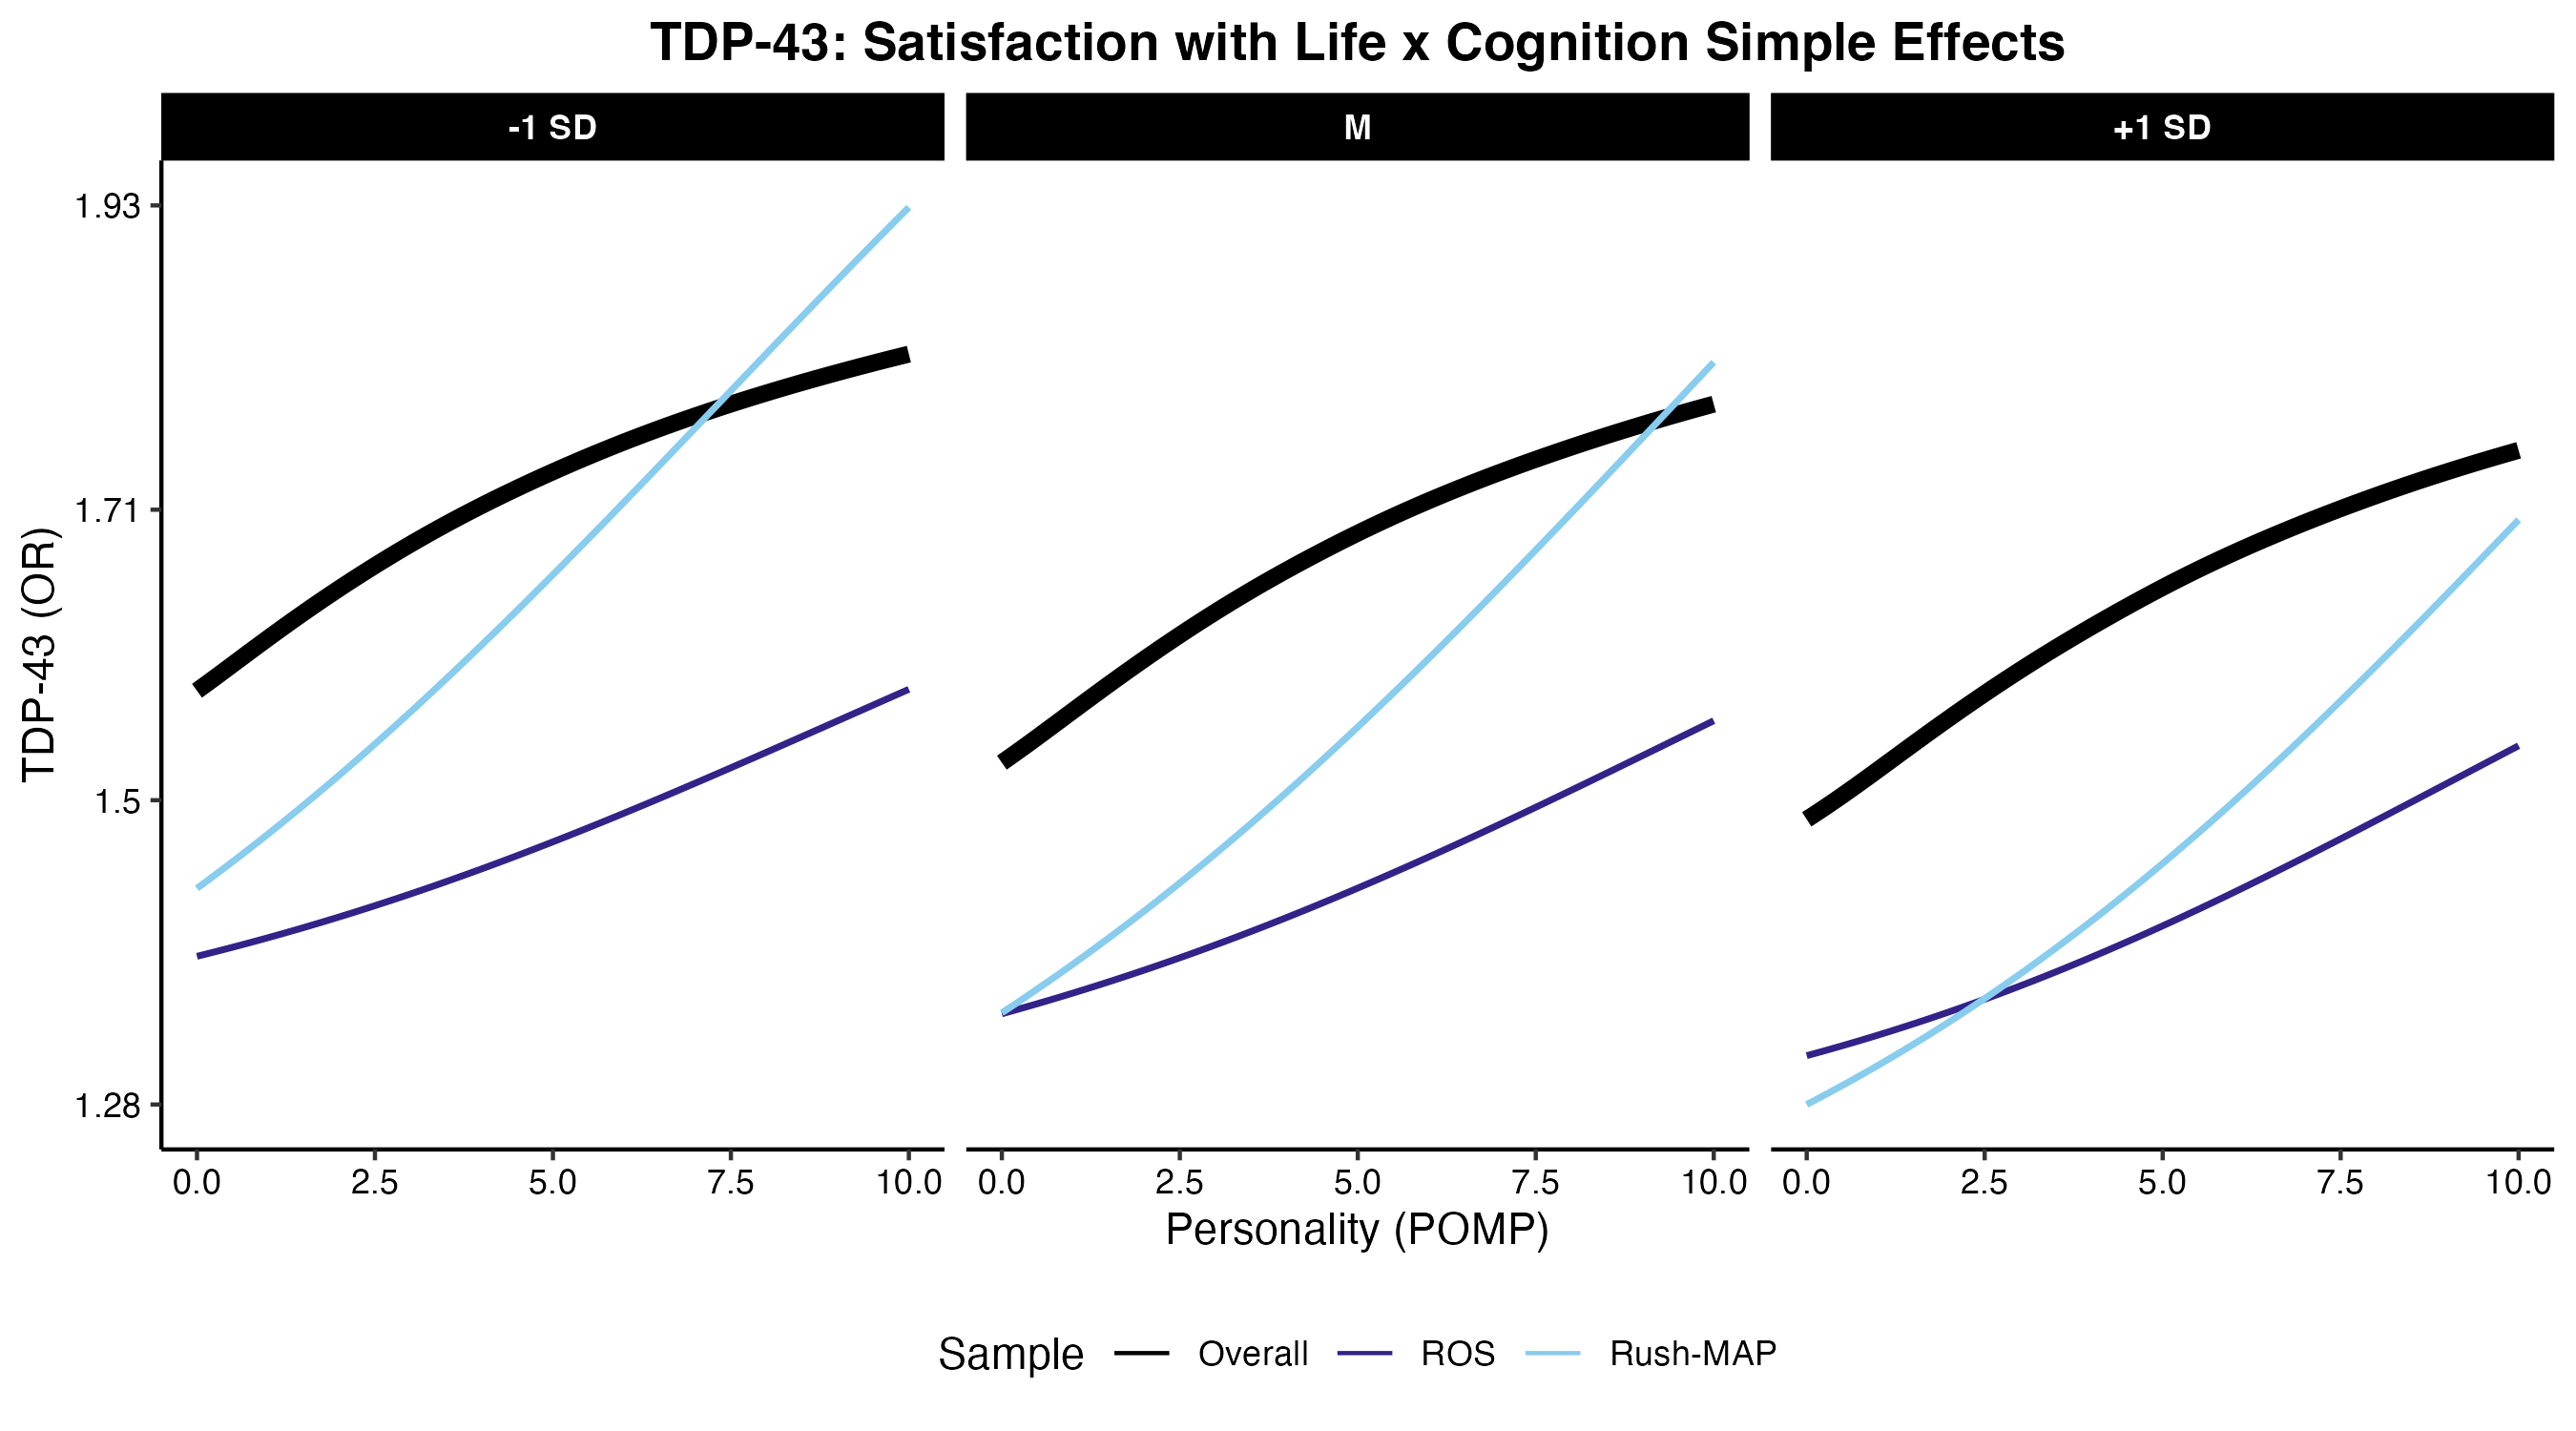 TDP-43: Satisfaction with Life x Cognition Simple Effects
-1 SD M +1 SD
TDP-43 (OR)
1.93
1.71
1.5
1.28
0.0 2.5 5.0 7.5 10.0 0.0 2.5 5.0 7.5 10.0 0.0 2.5 5.0 7.5 10.0
Personality (POMP)
Sample Overall ROS Rush-MAP